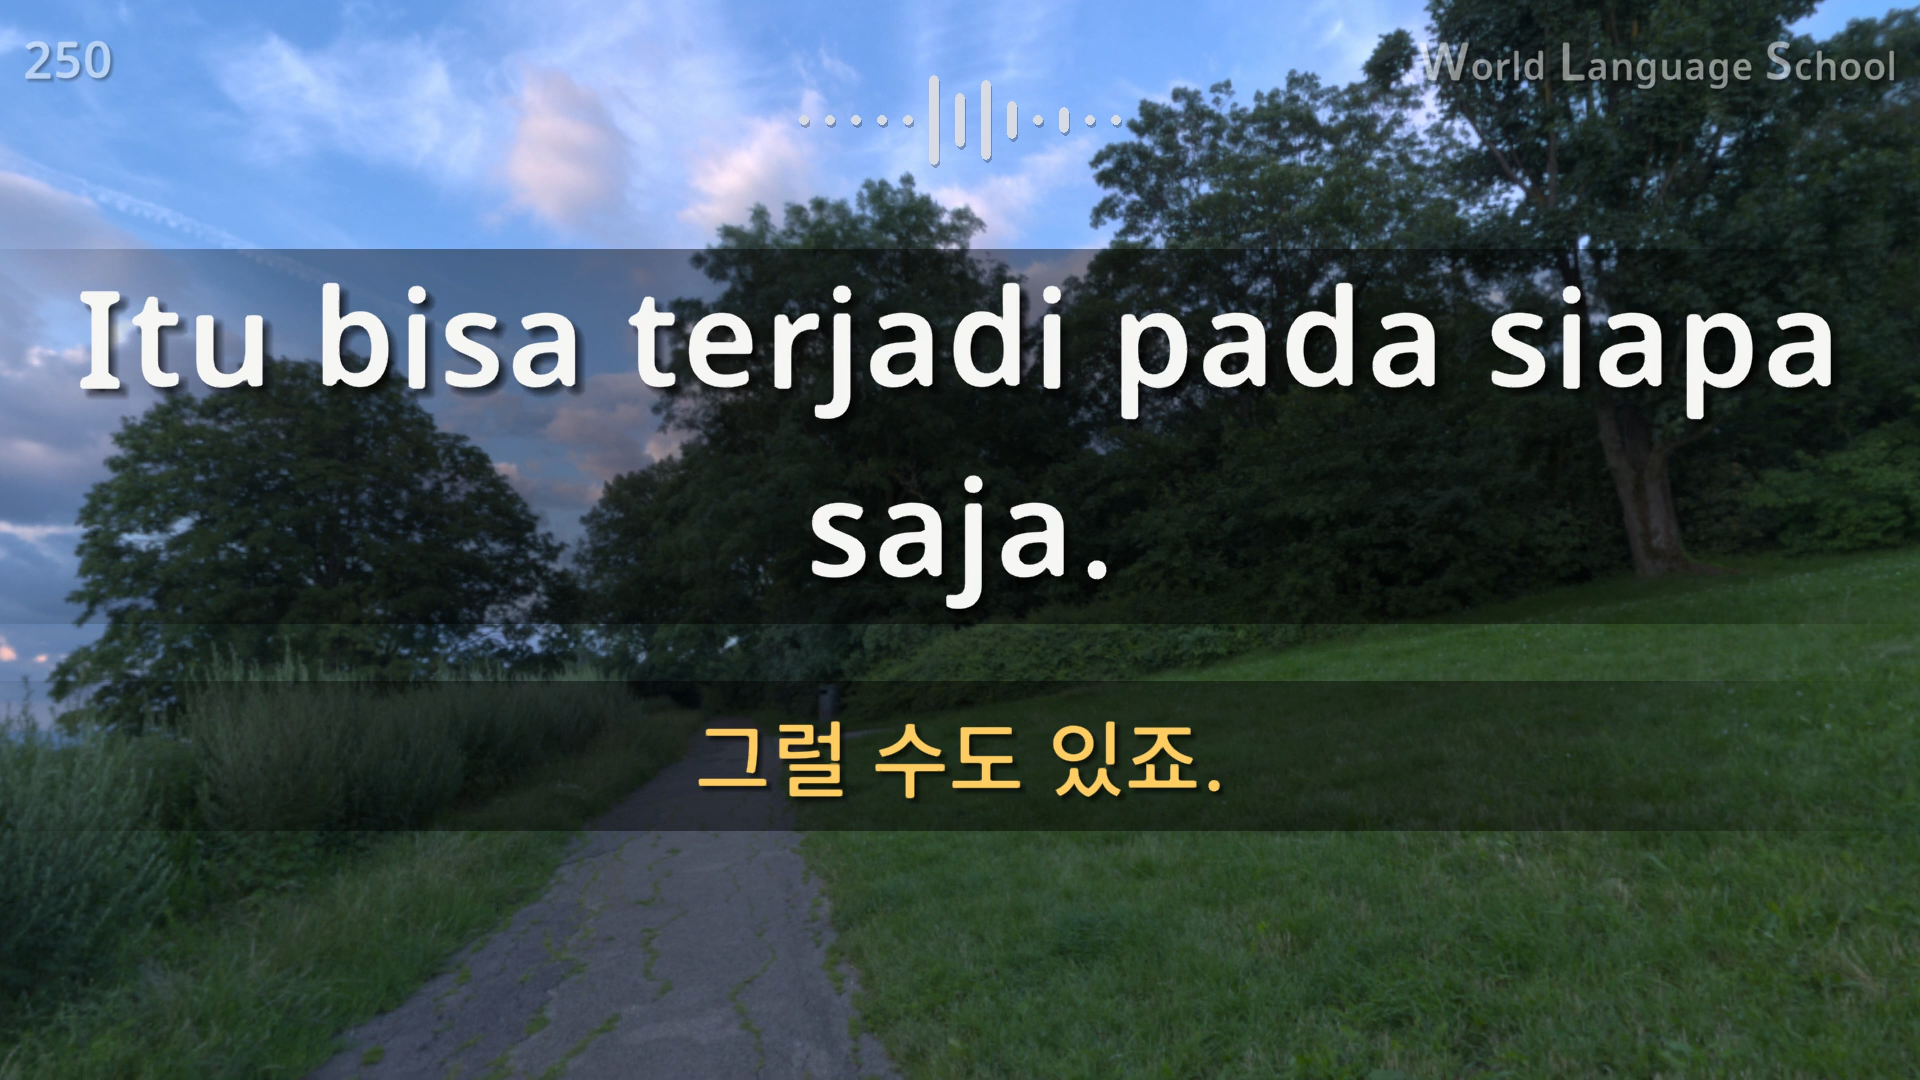 250
World Language School
Itu bisa terjadi pada siapa
saja.
그럴 수도 있죠.